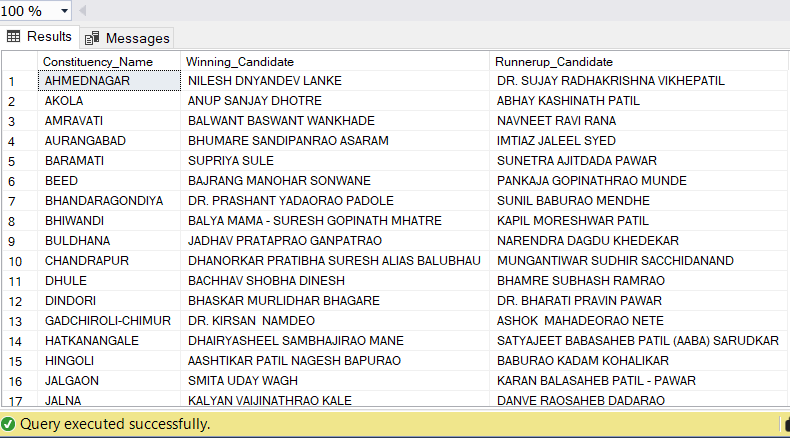 100 %
Results Messages
Constituency_Name Winning_Candidate Runnerup_Candidate
1 AHMEDNAGAR NILESH DNYANDEV LANKE DR. SUJAY RADHAKRISHNA VIKHEPATIL
2 AKOLA ANUP SANJAY DHOTRE ABHAY KASHINATH PATIL
3 AMRAVATI BALWANT BASWANT WANKHADE NAVNEET RAVI RANA
4 AURANGABAD BHUMARE SANDIPANRAO ASARAM IMTIAZ JALEEL SYED
5 BARAMATI SUPRIYA SULE SUNETRA AJITDADA PAWAR
6 BEED BAJRANG MANOHAR SONWANE PANKAJA GOPINATHRAO MUNDE
7 BHANDARAGONDIYA DR. PRASHANT YADAORAO PADOLE SUNIL BABURAO MENDHE
8 BHIWANDI BALYA MAMA - SURESH GOPINATH MHATRE KAPIL MORESHWAR PATIL
9 BULDHANA JADHAV PRATAPRAO GANPATRAO NARENDRA DAGDU KHEDEKAR
10 CHANDRAPUR DHANORKAR PRATIBHA SURESH ALIAS BALUBHAU MUNGANTIWAR SUDHIR SACCHIDANAND
11 DHULE BACHHAV SHOBHA DINESH BHAMRE SUBHASH RAMRAO
12 DINDORI BHASKAR MURLIDHAR BHAGARE DR. BHARATI PRAVIN PAWAR
13 GADCHIROLI-CHIMUR DR. KIRSAN  NAMDEO ASHOK  MAHADEORAO NETE
14 HATKANANGALE DHAIRYASHEEL SAMBHAJIRAO MANE SATYAJEET BABASAHEB PATIL (AABA) SARUDKAR
15 HINGOLI AASHTIKAR PATIL NAGESH BAPURAO BABURAO KADAM KOHALIKAR
16 JALGAON SMITA UDAY WAGH KARAN BALASAHEB PATIL - PAWAR
17 JALNA KALYAN VAIJINATHRAO KALE DANVE RAOSAHEB DADARAO
Query executed successfully.